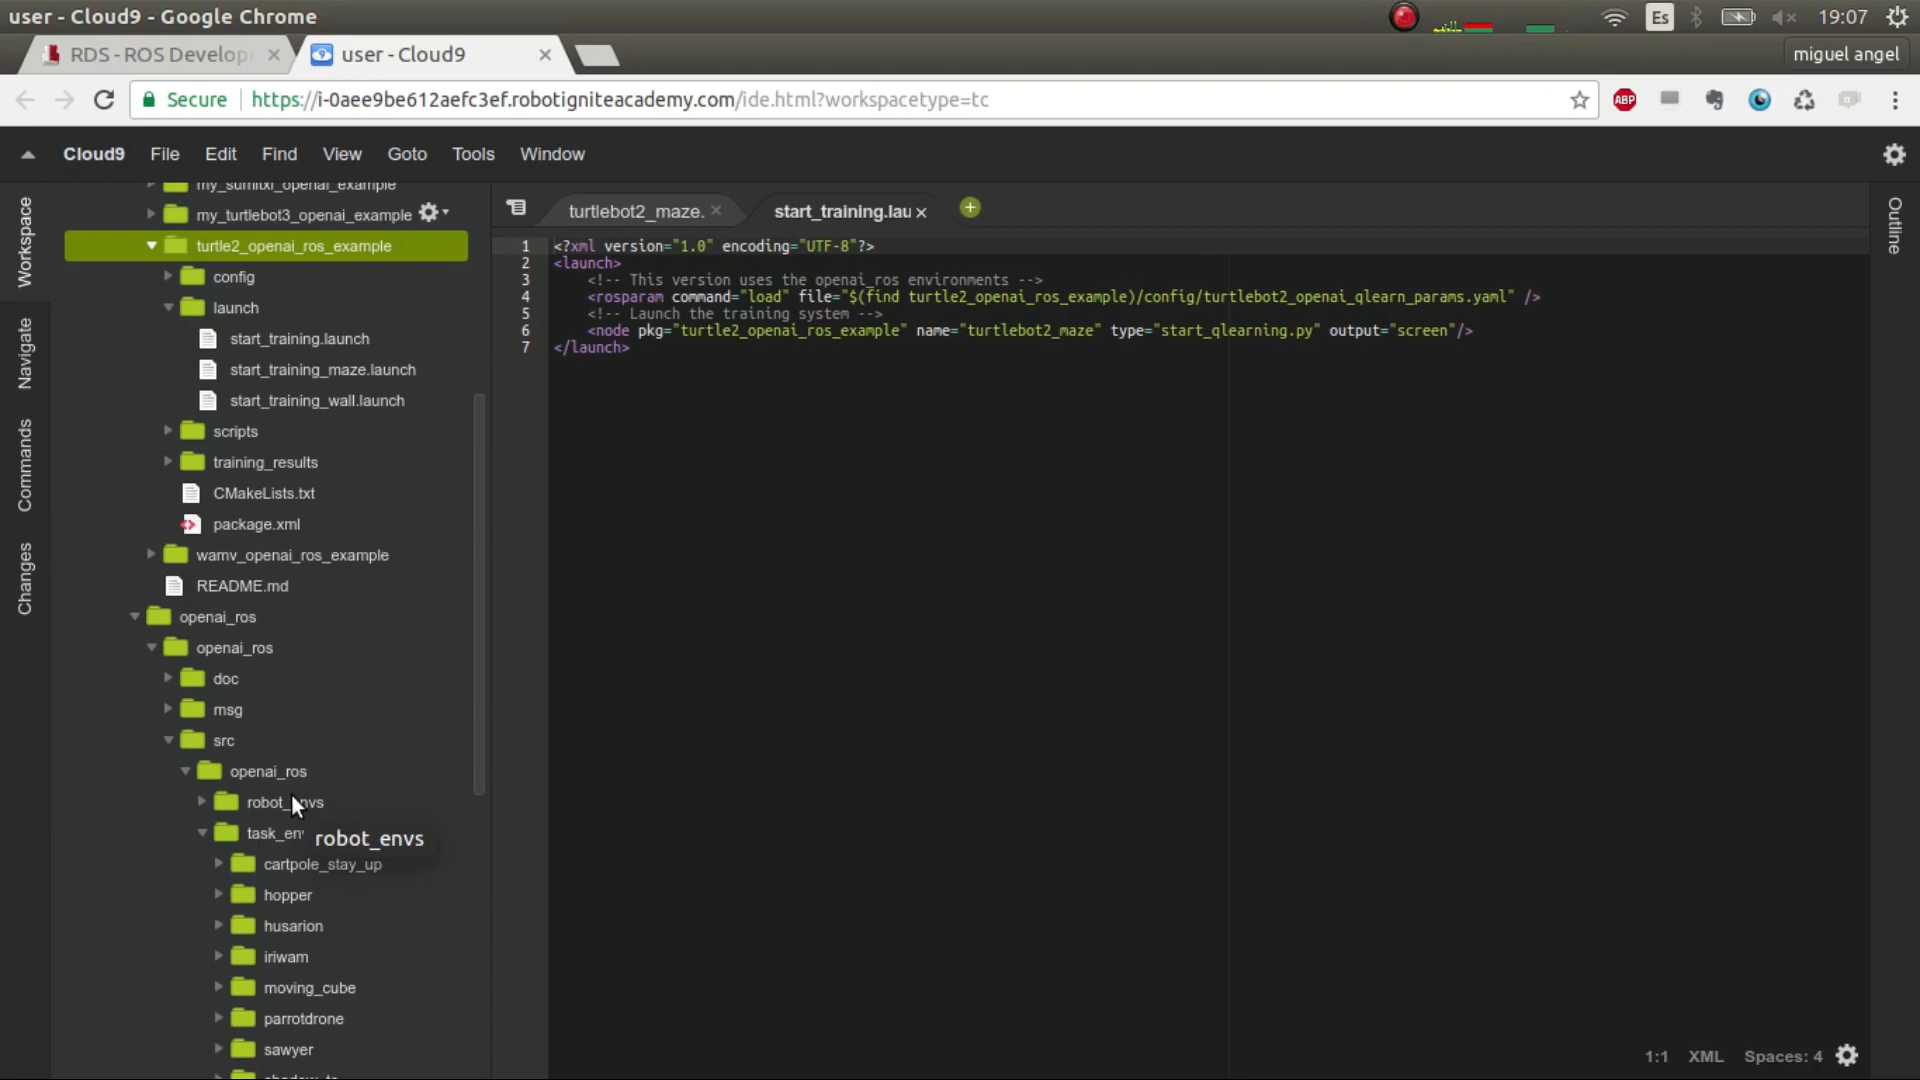 user - Cloud9 - Google Chrome
Es
19:07
RDS - ROS Develop
user - Cloud9
miguel angel
Secure
https://i-0aee9be612aefc3ef.robotigniteacademy.com/ide.html?workspacetype=tc
ABP
Cloud9 File Edit Find View Goto Tools Window
Workspace
Navigate
Commands
Changes
Outline
my_sumitxl_openai_example
my_turtlebot3_openai_example
turtle2_openai_ros_example
config
launch
start_training.launch
start_training_maze.launch
start_training_wall.launch
scripts
training_results
CMakeLists.txt
package.xml
wamv_openai_ros_example
README.md
openai_ros
openai_ros
doc
msg
src
openai_ros
robot_envs
task_env
robot_envs
cartpole_stay_up
hopper
husarion
iriwam
moving_cube
parrotdrone
sawyer
turtlebot2_maze.
start_training.lau
1 <?xml version="1.0" encoding="UTF-8"?>
2 <launch>
3 <!-- This version uses the openai_ros environments -->
4 <rosparam command="load" file="$(find turtle2_openai_ros_example)/config/turtlebot2_openai_qlearn_params.yaml" />
5 <!-- Launch the training system -->
6 <node pkg="turtle2_openai_ros_example" name="turtlebot2_maze" type="start_qlearning.py" output="screen"/>
7 </launch>
1:1 XML Spaces: 4